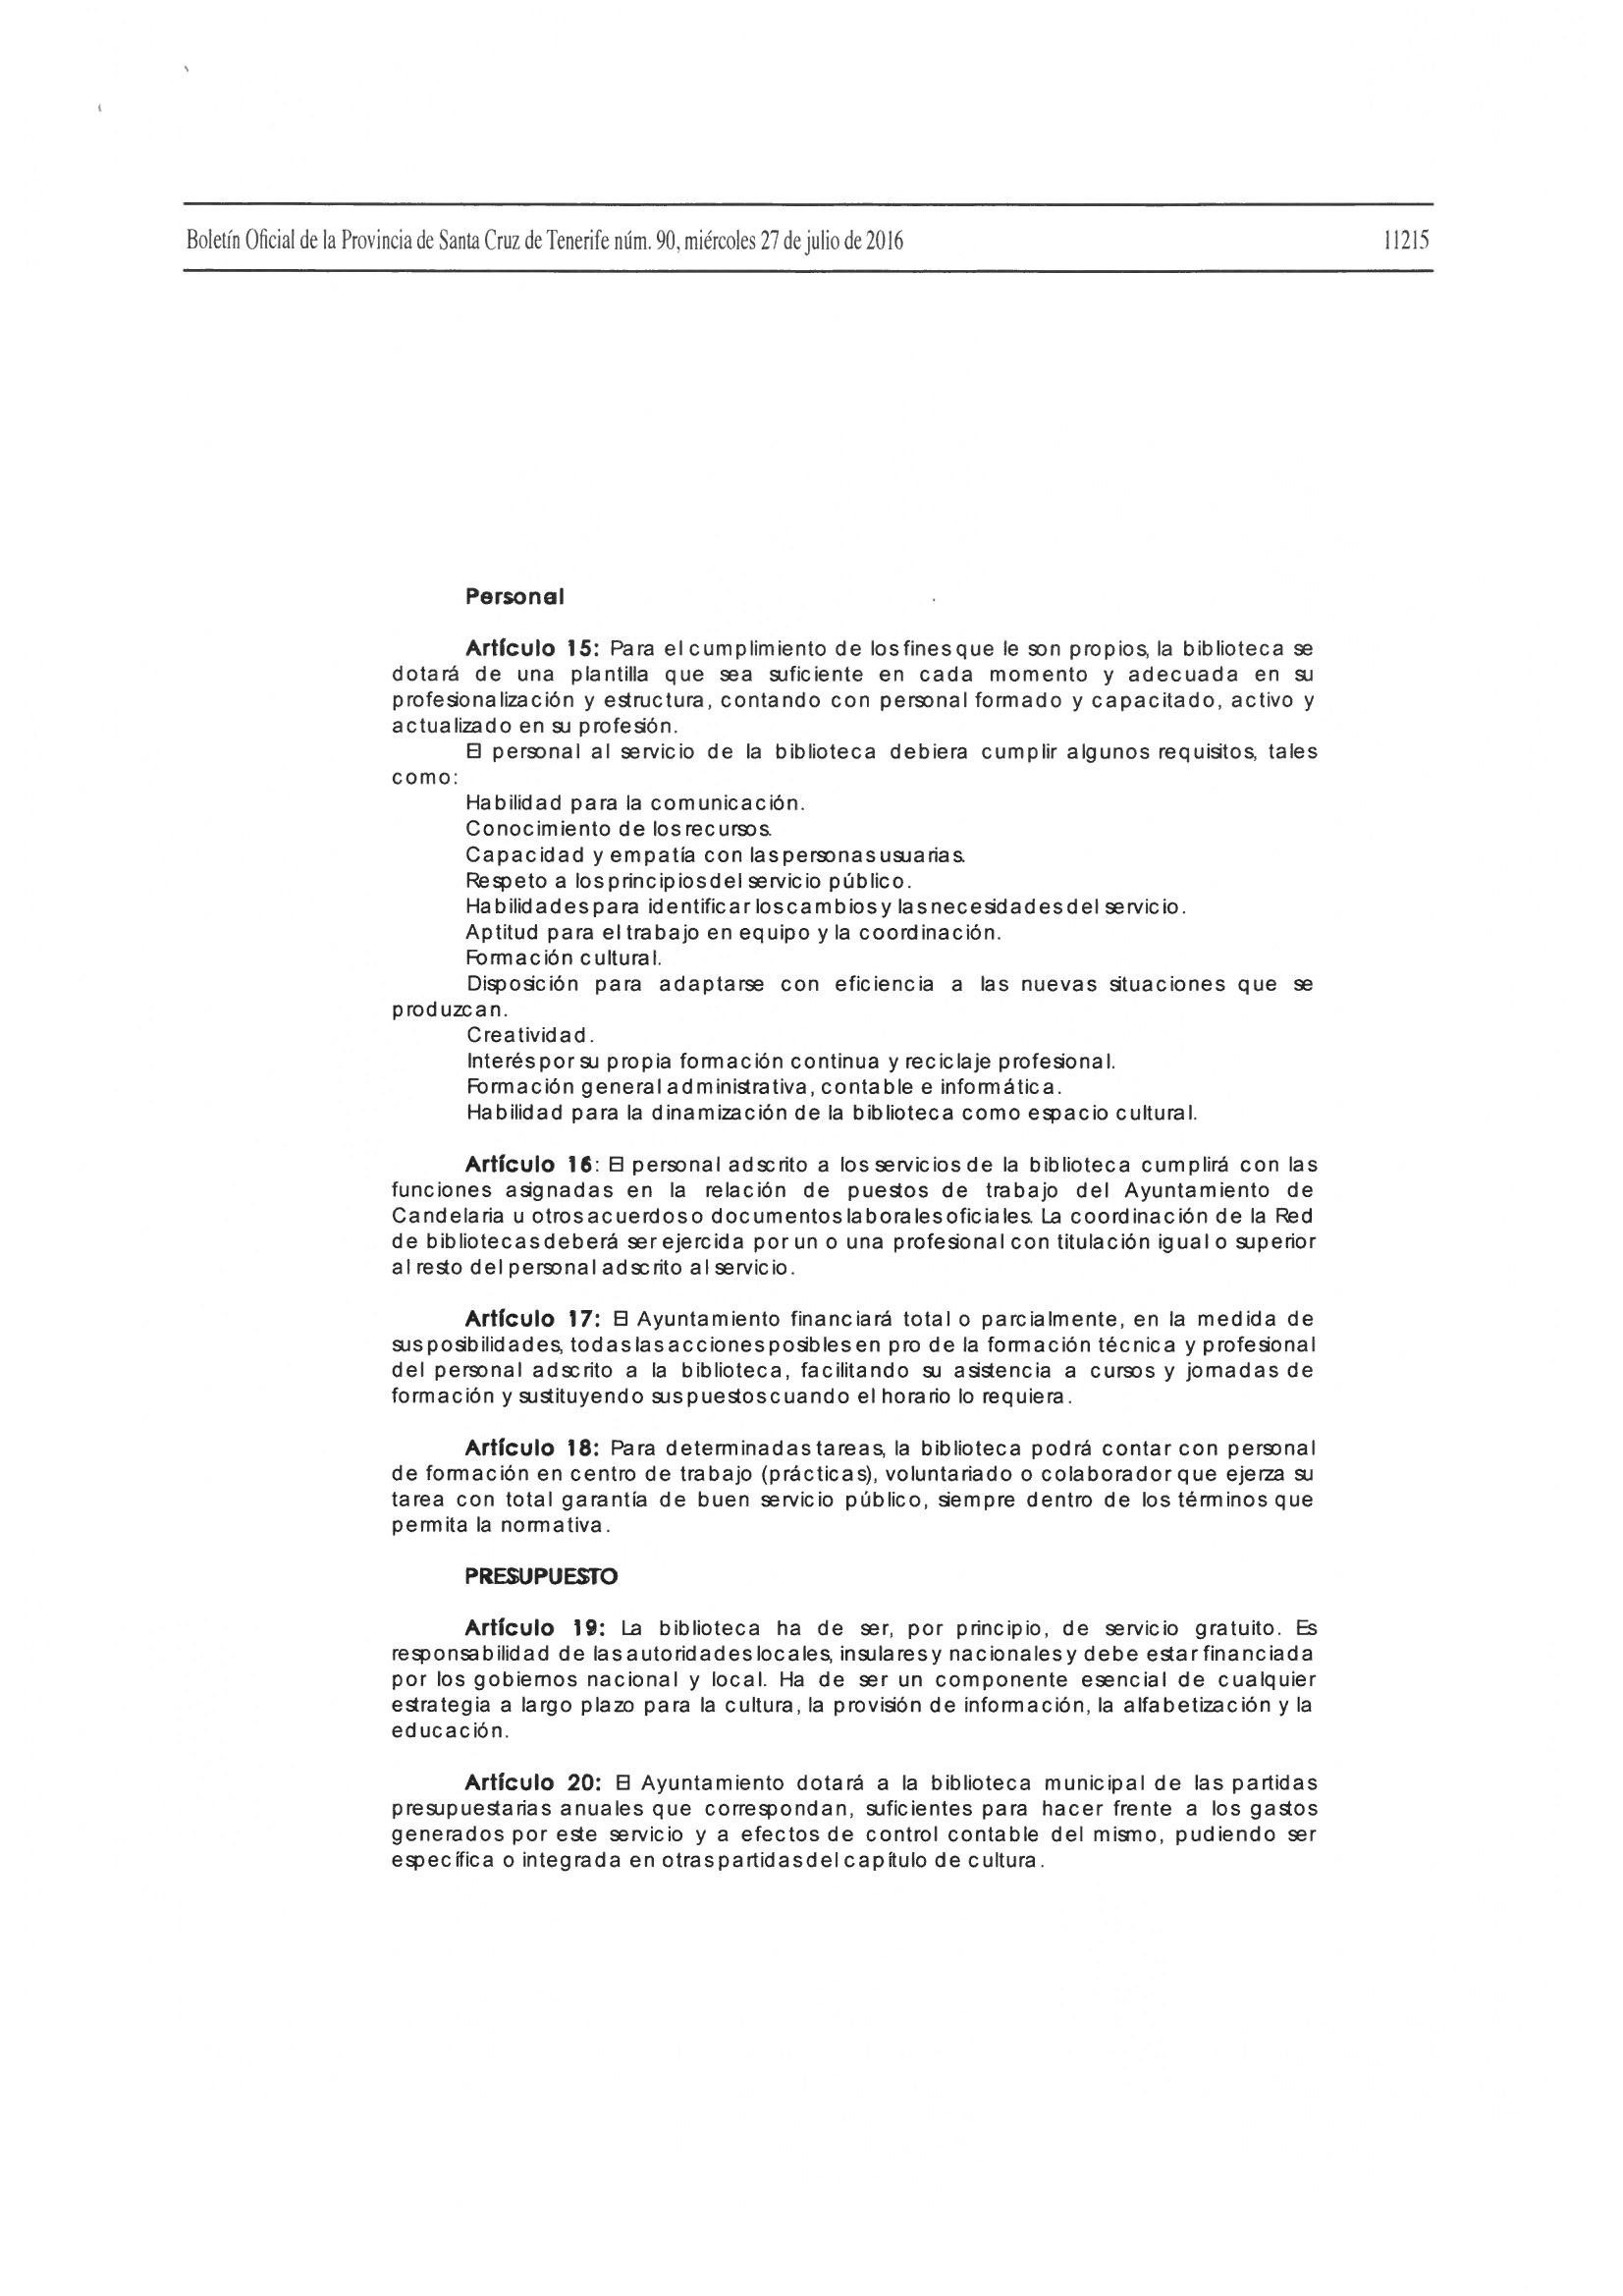 Boletín Oficial de la Provincia de Santa Cruz de Tenerife núm. 90, miércoles 27 de julio de 2016 11215
Personal
Artículo 15: Para el cumplimiento de los fines que le son propios, la biblioteca se
dotará de una plantilla que sea suficiente en cada momento y adecuada en su
profesionalización y estructura, contando con personal formado y capacitado, activo y
actualizado en su profesión.
El personal al servicio de la biblioteca debiera cumplir algunos requisitos, tales
como:
Habilidad para la comunicación.
Conocimiento de los recursos.
Capacidad y empatía con las personas usuarias.
Respeto a los principios del servicio público.
Habilidades para identificar los cambios y las necesidades del servicio.
Aptitud para el trabajo en equipo y la coordinación.
Formación cultural.
Disposición para adaptarse con eficiencia a las nuevas situaciones que se
produzcan.
Creatividad.
Interés por su propia formación continua y reciclaje profesional.
Formación general administrativa, contable e informática.
Habilidad para la dinamización de la biblioteca como espacio cultural.
Artículo 16: El personal adscrito a los servicios de la biblioteca cumplirá con las
funciones asignadas en la relación de puestos de trabajo del Ayuntamiento de
Candelaria u otros acuerdos o documentos laborales oficiales. La coordinación de la Red
de bibliotecas deberá ser ejercida por un o una profesional con titulación igual o superior
al resto del personal adscrito al servicio.
Artículo 17: El Ayuntamiento financiará total o parcialmente, en la medida de
sus posibilidades, todas las acciones posibles en pro de la formación técnica y profesional
del personal adscrito a la biblioteca, facilitando su asistencia a cursos y jornadas de
formación y sustituyendo sus puestos cuando el horario lo requiera.
Artículo 18: Para determinadas tareas, la biblioteca podrá contar con personal
de formación en centro de trabajo (prácticas), voluntariado o colaborador que ejerza su
tarea con total garantía de buen servicio público, siempre dentro de los términos que
permita la normativa.
PRESUPUESTO
Artículo 19: La biblioteca ha de ser, por principio, de servicio gratuito. Es
responsabilidad de las autoridades locales, insulares y nacionales y debe estar financiada
por los gobiernos nacional y local. Ha de ser un componente esencial de cualquier
estrategia a largo plazo para la cultura, la provisión de información, la alfabetización y la
educación.
Artículo 20: El Ayuntamiento dotará a la biblioteca municipal de las partidas
presupuestarias anuales que correspondan, suficientes para hacer frente a los gastos
generados por este servicio y a efectos de control contable del mismo, pudiendo ser
específica o integrada en otras partidas del capítulo de cultura.